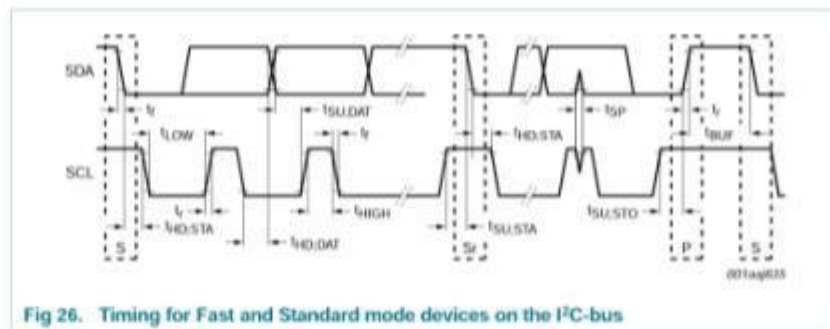 SDA
tf
tSU;DAT
tSP
tr
tLOW
tf
tHD;STA
tBUF
SCL
tr
tHIGH
tSU;STO
tHD;STA
tSU;STA
S
tHD;DAT
Sr
P
S
001aaj635
Fig 26. Timing for Fast and Standard mode devices on the I²C-bus